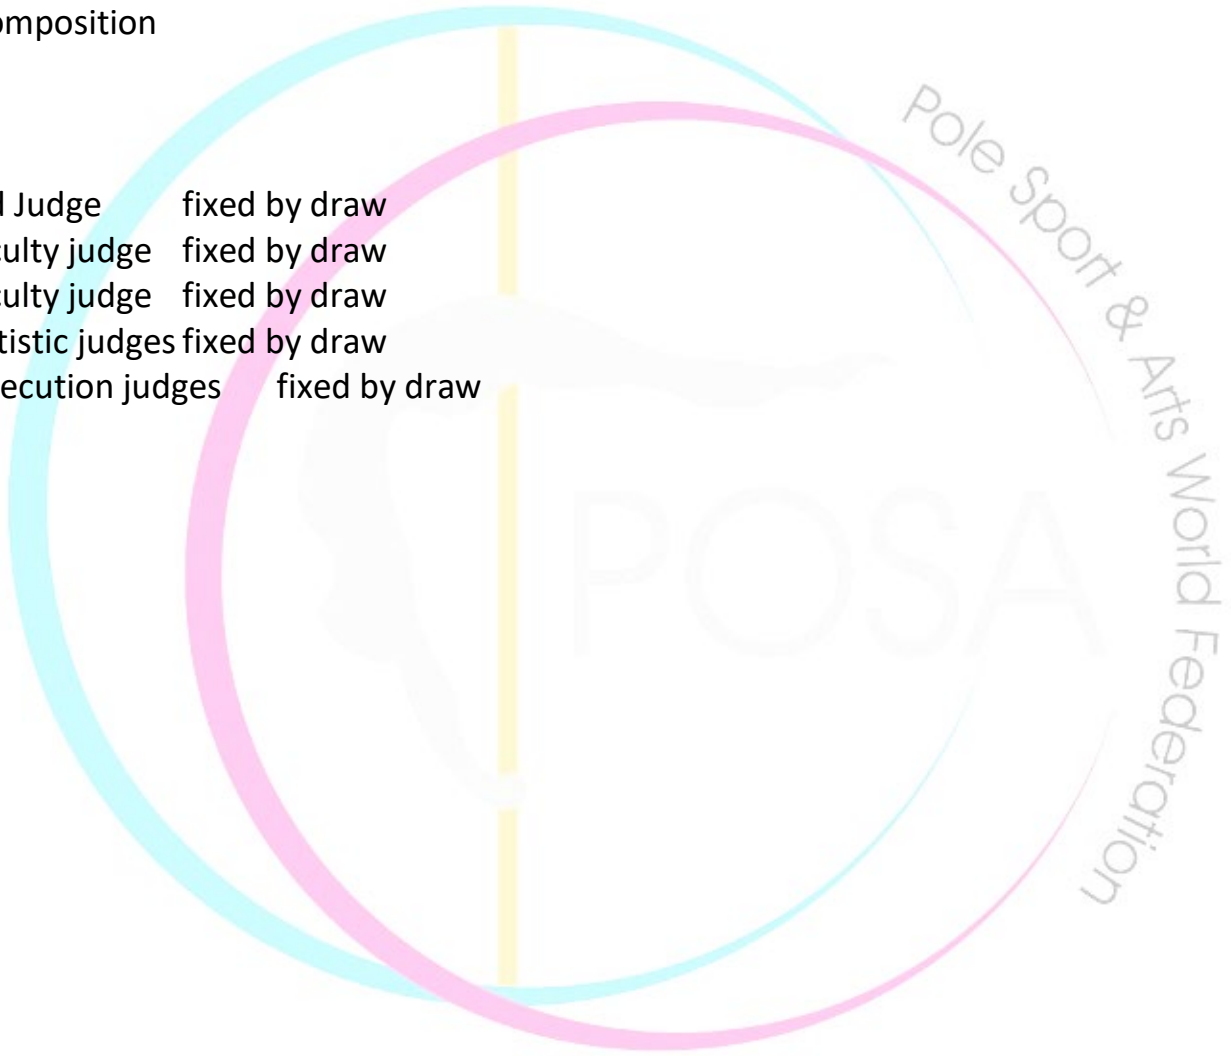 omposition
d Judge fixed by draw
culty judge fixed by draw
culty judge fixed by draw
tistic judges fixed by draw
ecution judges fixed by draw
Pole Sport & Arts World Federation
POSA